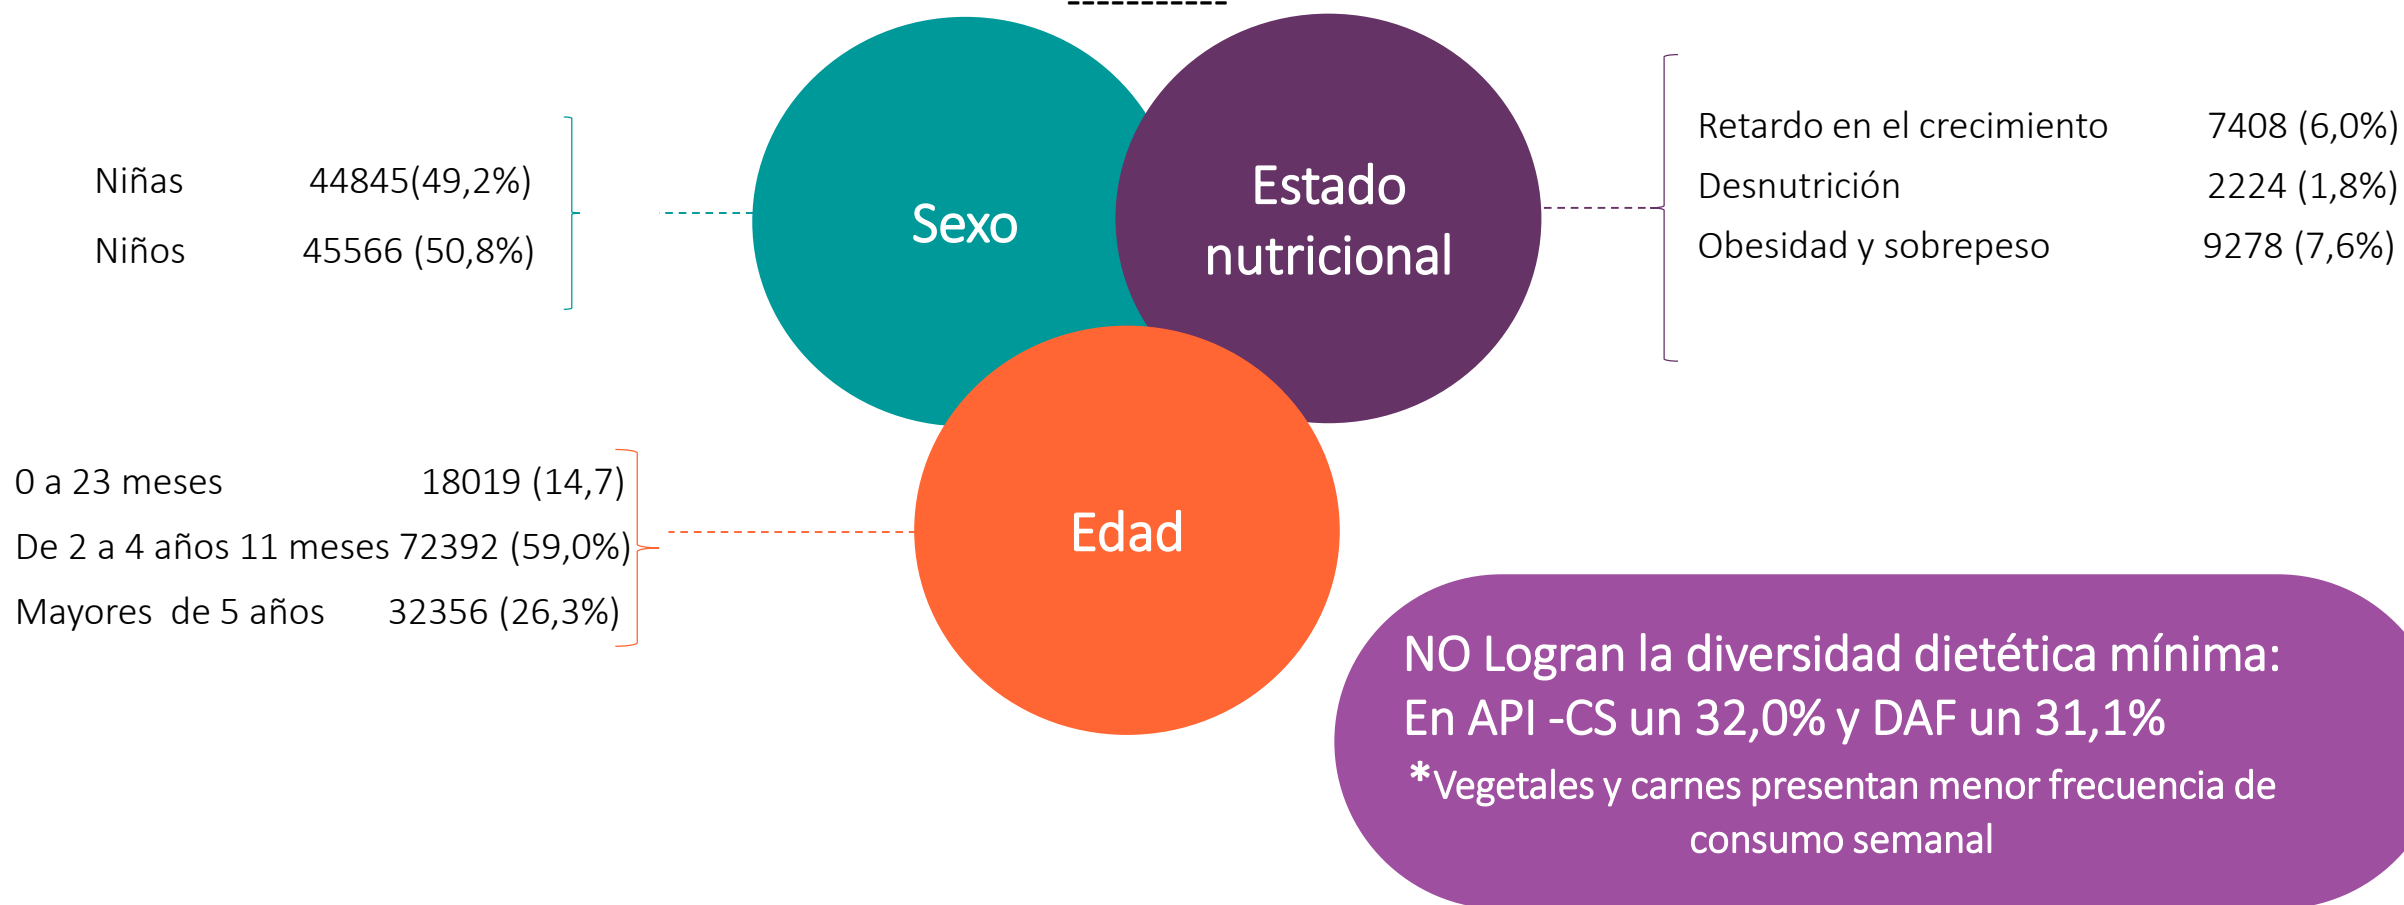 Niñas 44845(49,2%)
Niños 45566 (50,8%)
Sexo
Estado
nutricional
Retardo en el crecimiento 7408 (6,0%)
Desnutrición 2224 (1,8%)
Obesidad y sobrepeso 9278 (7,6%)
0 a 23 meses 18019 (14,7)
De 2 a 4 años 11 meses 72392 (59,0%)
Mayores de 5 años 32356 (26,3%)
Edad
NO Logran la diversidad dietética mínima:
En API -CS un 32,0% y DAF un 31,1%
*Vegetales y carnes presentan menor frecuencia de
consumo semanal